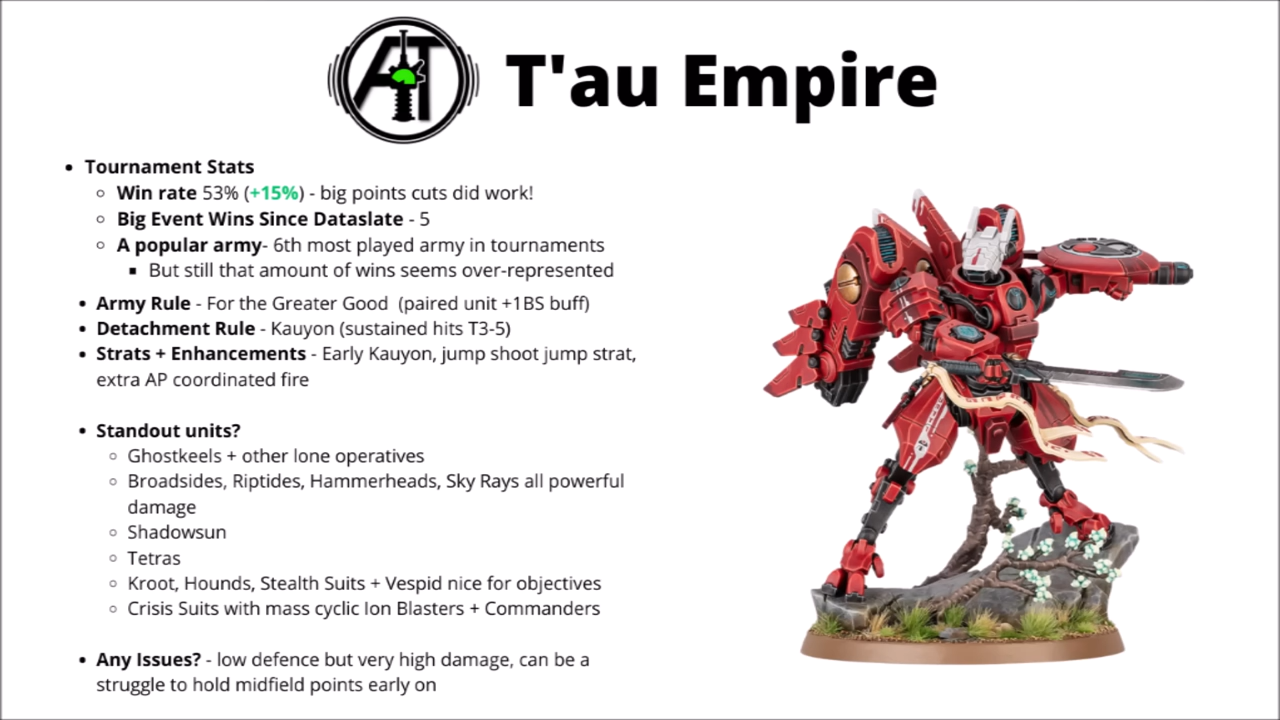 AT
T'au Empire
• Tournament Stats
○ Win rate 53% (+15%) - big points cuts did work!
○ Big Event Wins Since Dataslate - 5
○ A popular army- 6th most played army in tournaments
▪ But still that amount of wins seems over-represented
• Army Rule - For the Greater Good (paired unit +1BS buff)
• Detachment Rule - Kauyon (sustained hits T3-5)
• Strats + Enhancements - Early Kauyon, jump shoot jump strat,
extra AP coordinated fire
• Standout units?
○ Ghostkeels + other lone operatives
○ Broadsides, Riptides, Hammerheads, Sky Rays all powerful
damage
○ Shadowsun
○ Tetras
○ Kroot, Hounds, Stealth Suits + Vespid nice for objectives
○ Crisis Suits with mass cyclic Ion Blasters + Commanders
• Any Issues? - low defence but very high damage, can be a
struggle to hold midfield points early on